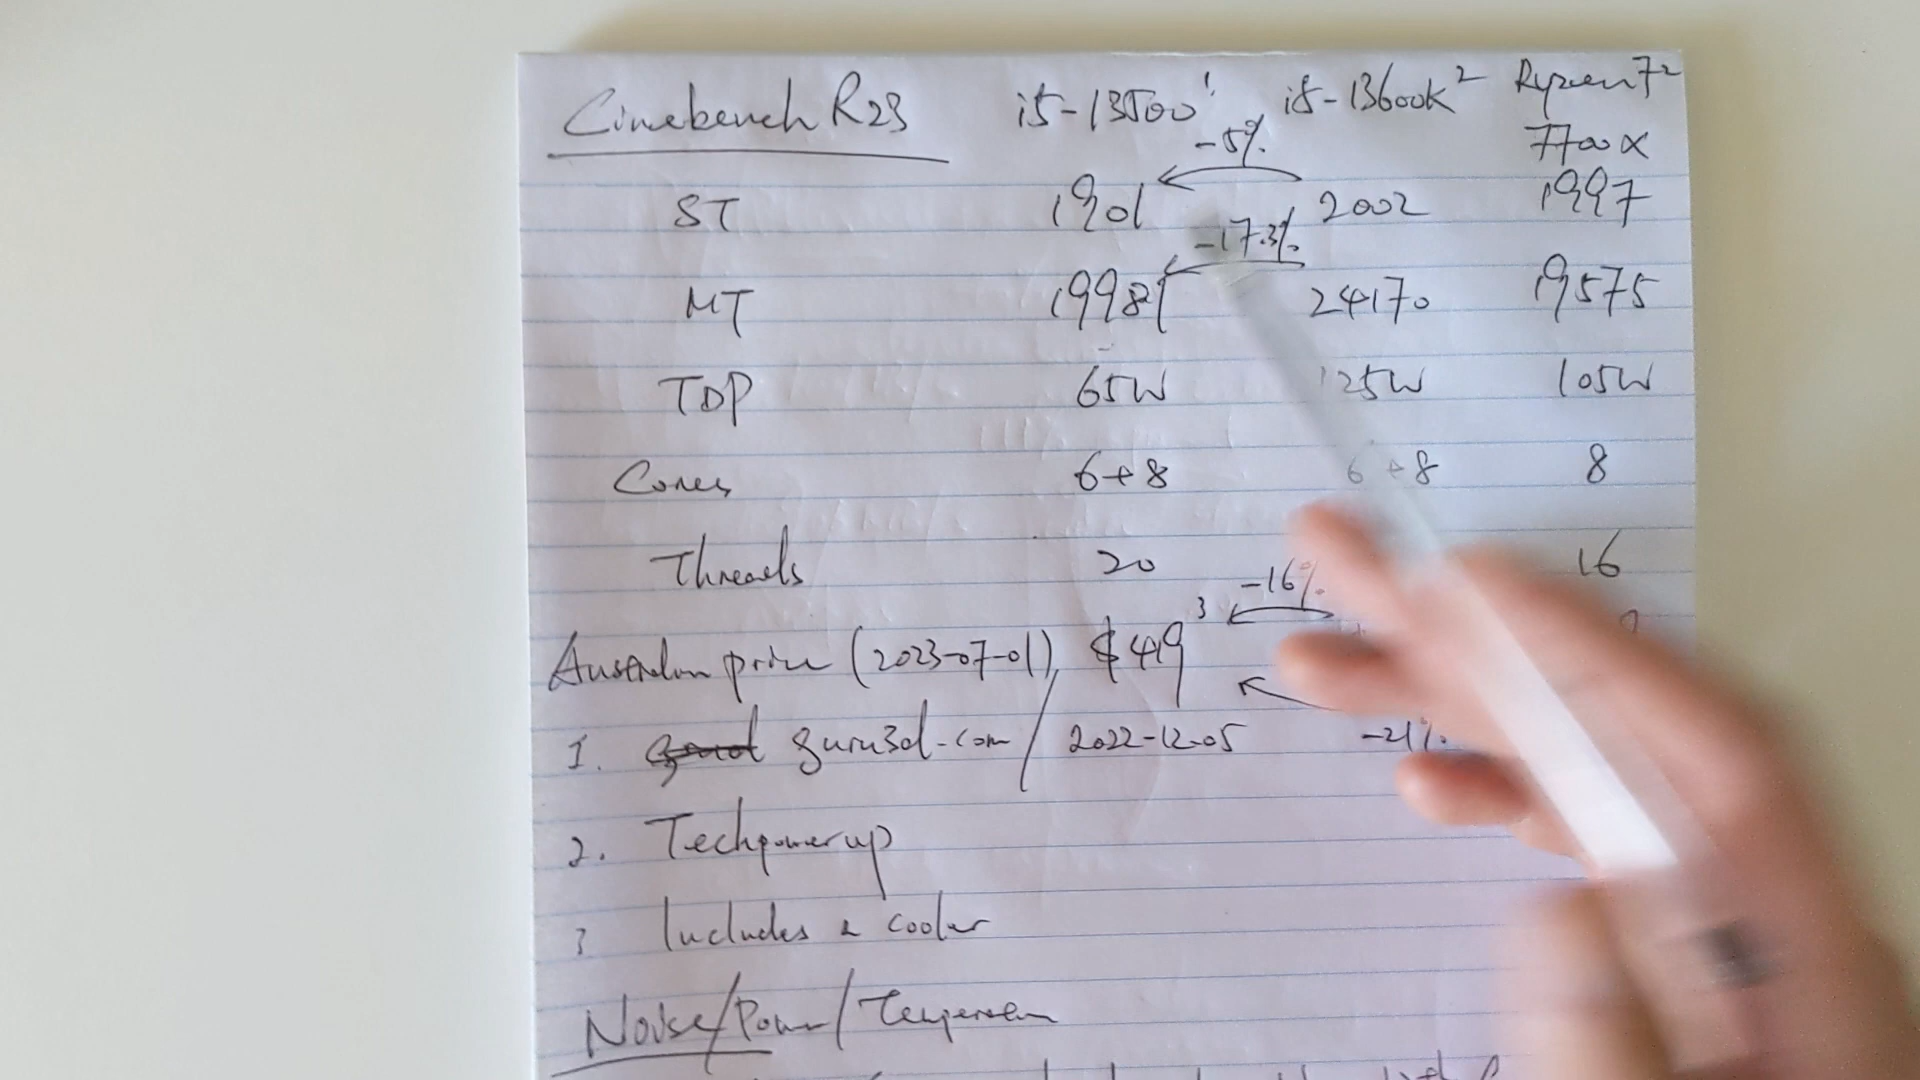 Cinebench R23 i5-13500¹ i5-13600K² Ryzen 7²
7700X
-5%
ST 1901 2002 1997
-17.3%
MT 19981 24170 19575
TDP 65W 125W 105W
Cores 6+8 6+8 8
Threads 20 16
-16%
Australian price (2023-07-01) $419³
1. guru3d.com / 2022-12-05 -21%
2. Techpowerup
3 Includes a cooler
Noise/Power/Temperature